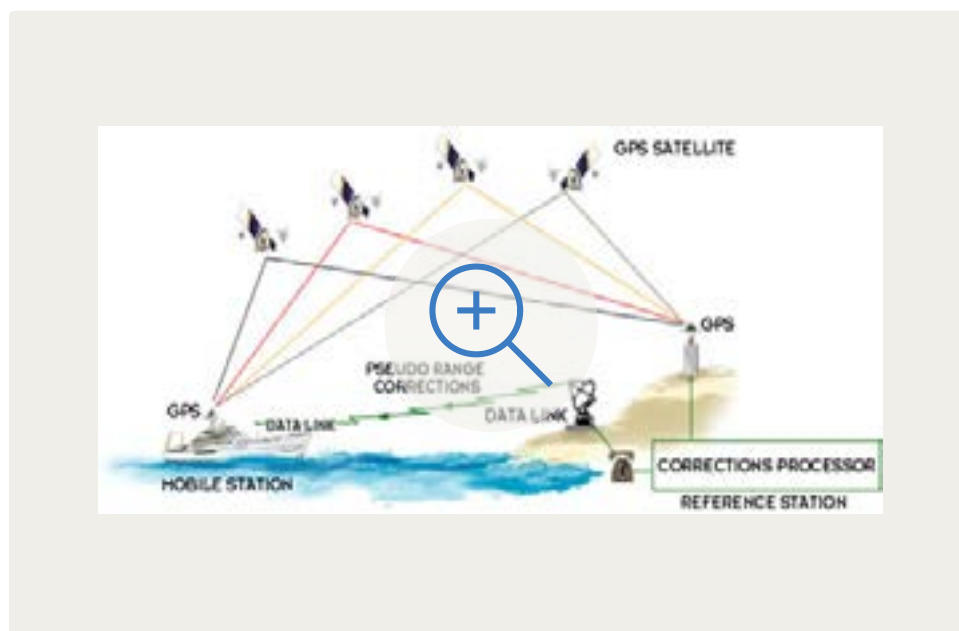 GPS SATELLITE
GPS
PSEUDO RANGE
CORRECTIONS
GPS
DATA LINK
DATA LINK
CORRECTIONS PROCESSOR
MOBILE STATION
REFERENCE STATION